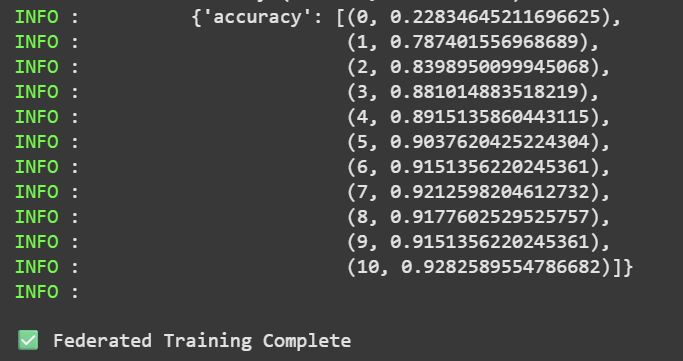 INFO : {'accuracy': [(0, 0.22834645211696625),
INFO : (1, 0.787401556968689),
INFO : (2, 0.8398950099945068),
INFO : (3, 0.881014883518219),
INFO : (4, 0.8915135860443115),
INFO : (5, 0.9037620425224304),
INFO : (6, 0.9151356220245361),
INFO : (7, 0.9212598204612732),
INFO : (8, 0.9177602529525757),
INFO : (9, 0.9151356220245361),
INFO : (10, 0.9282589554786682)]}
INFO :
✅ Federated Training Complete